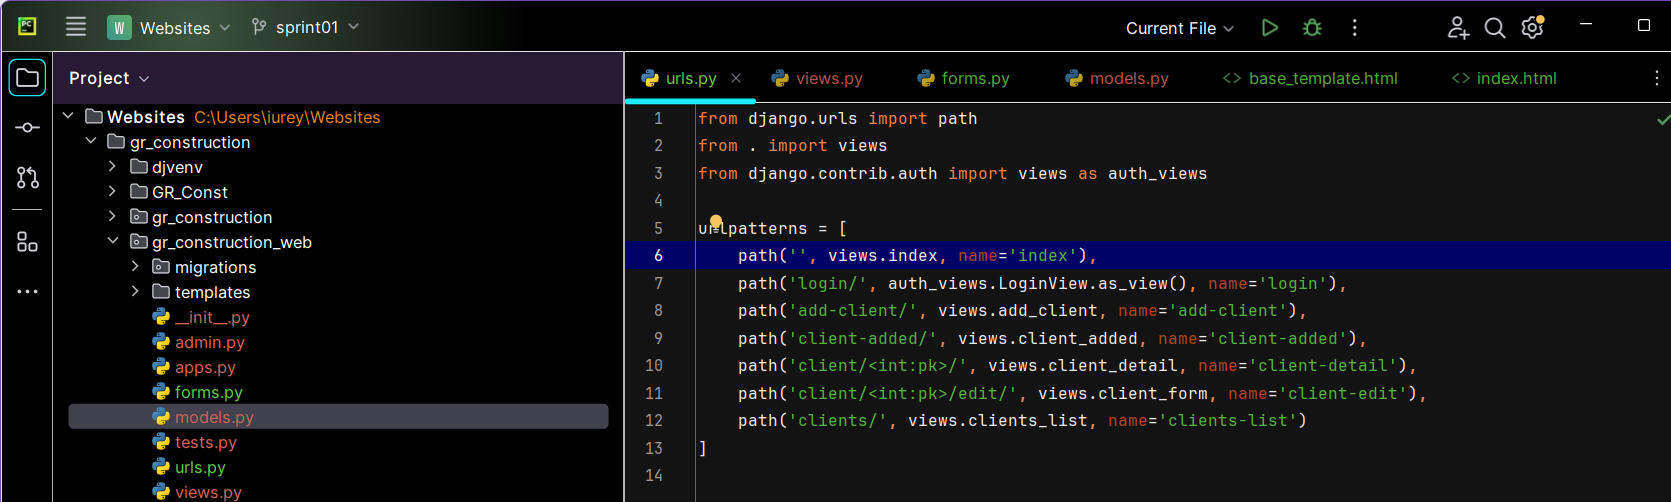 PC W Websites sprint01 Current File
Project
urls.py views.py forms.py models.py base_template.html index.html
Websites C:\Users\iurey\Websites
gr_construction
djvenv
GR_Const
gr_construction
gr_construction_web
migrations
templates
__init__.py
admin.py
apps.py
forms.py
models.py
tests.py
urls.py
views.py
1 from django.urls import path
2 from . import views
3 from django.contrib.auth import views as auth_views
4
5 urlpatterns = [
6 path('', views.index, name='index'),
7 path('login/', auth_views.LoginView.as_view(), name='login'),
8 path('add-client/', views.add_client, name='add-client'),
9 path('client-added/', views.client_added, name='client-added'),
10 path('client/<int:pk>/', views.client_detail, name='client-detail'),
11 path('client/<int:pk>/edit/', views.client_form, name='client-edit'),
12 path('clients/', views.clients_list, name='clients-list')
13 ]
14